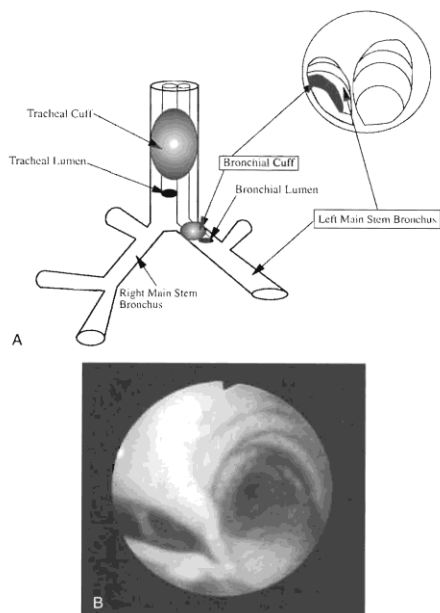 Tracheal Cuff
Tracheal Lumen
Bronchial Cuff
Bronchial Lumen
Left Main Stem Bronchus
Right Main Stem
Bronchus
A
B